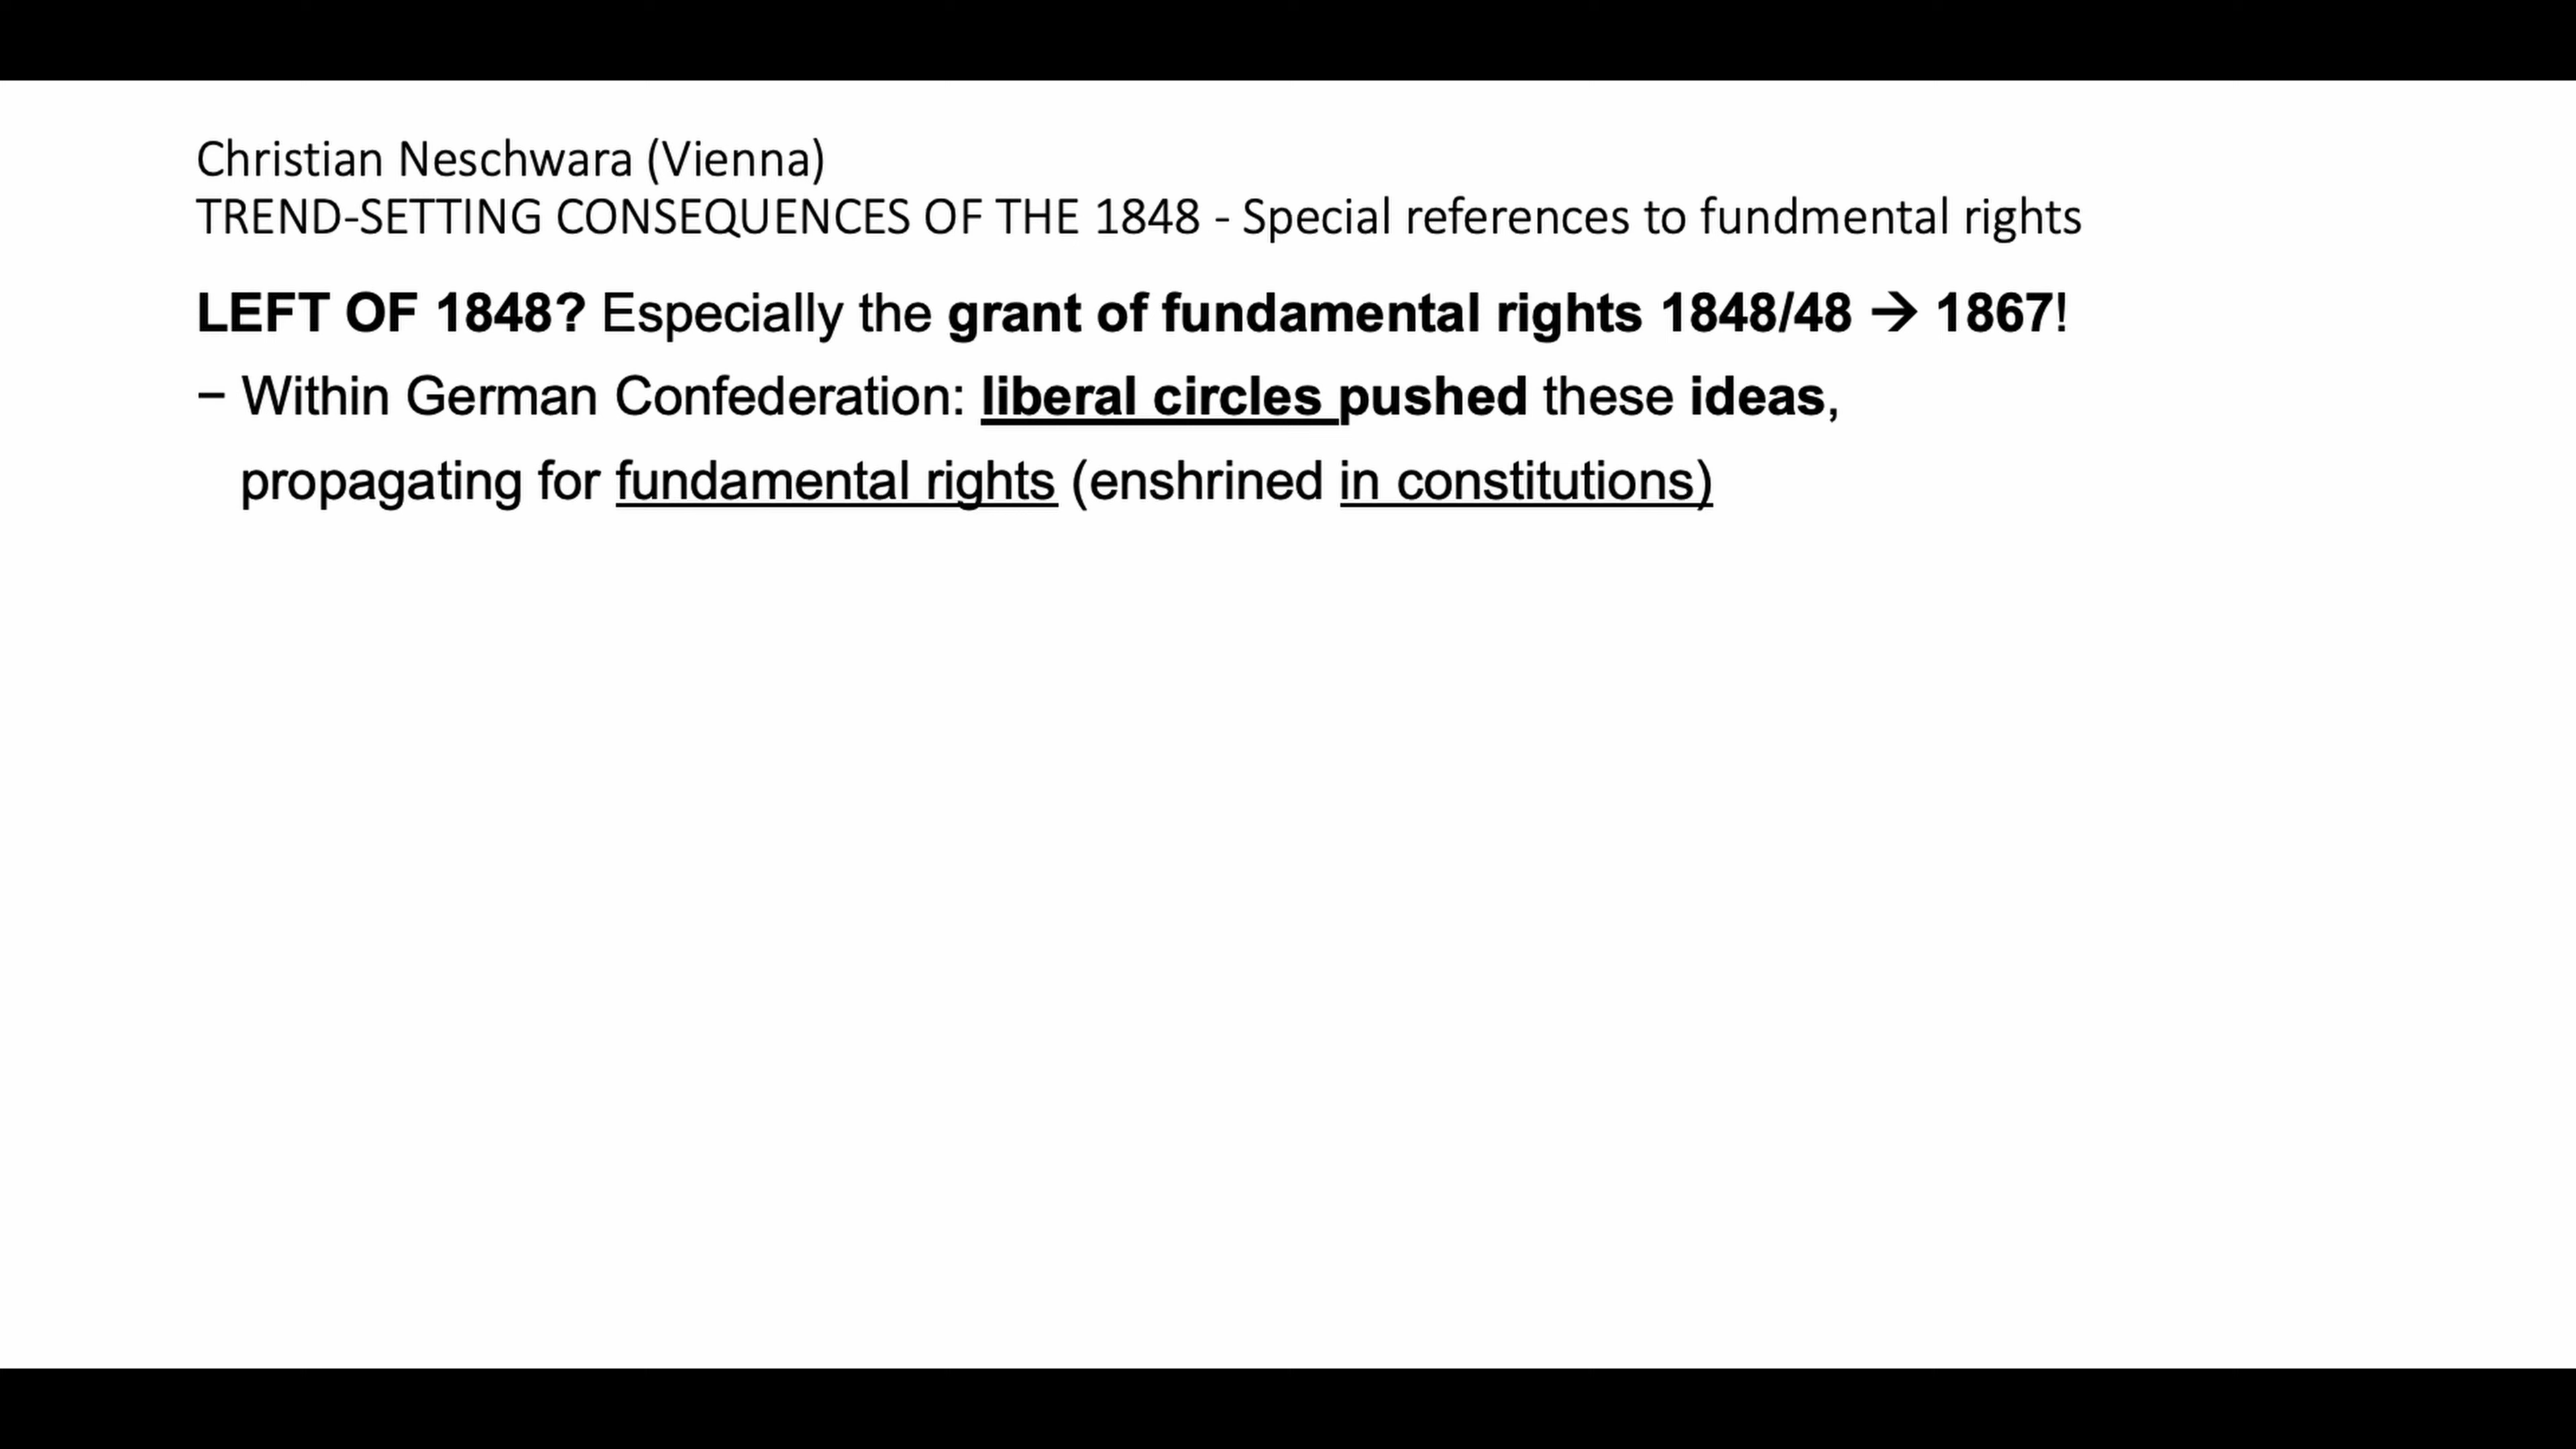 Christian Neschwara (Vienna)
TREND-SETTING CONSEQUENCES OF THE 1848 - Special references to fundmental rights
LEFT OF 1848? Especially the grant of fundamental rights 1848/48 → 1867!
– Within German Confederation: liberal circles pushed these ideas,
propagating for fundamental rights (enshrined in constitutions)